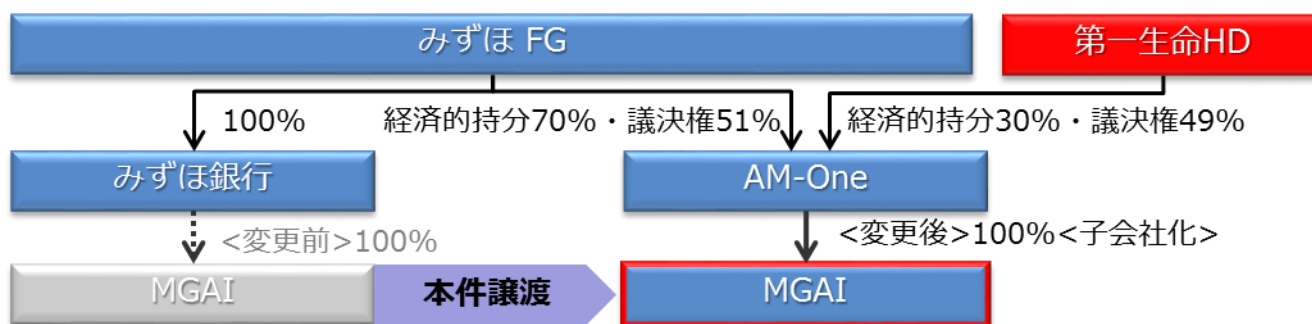 みずほ FG
第一生命HD
100%
経済的持分70%・議決権51%
経済的持分30%・議決権49%
みずほ銀行
AM-One
<変更前>100%
<変更後>100%<子会社化>
MGAI
本件譲渡
MGAI